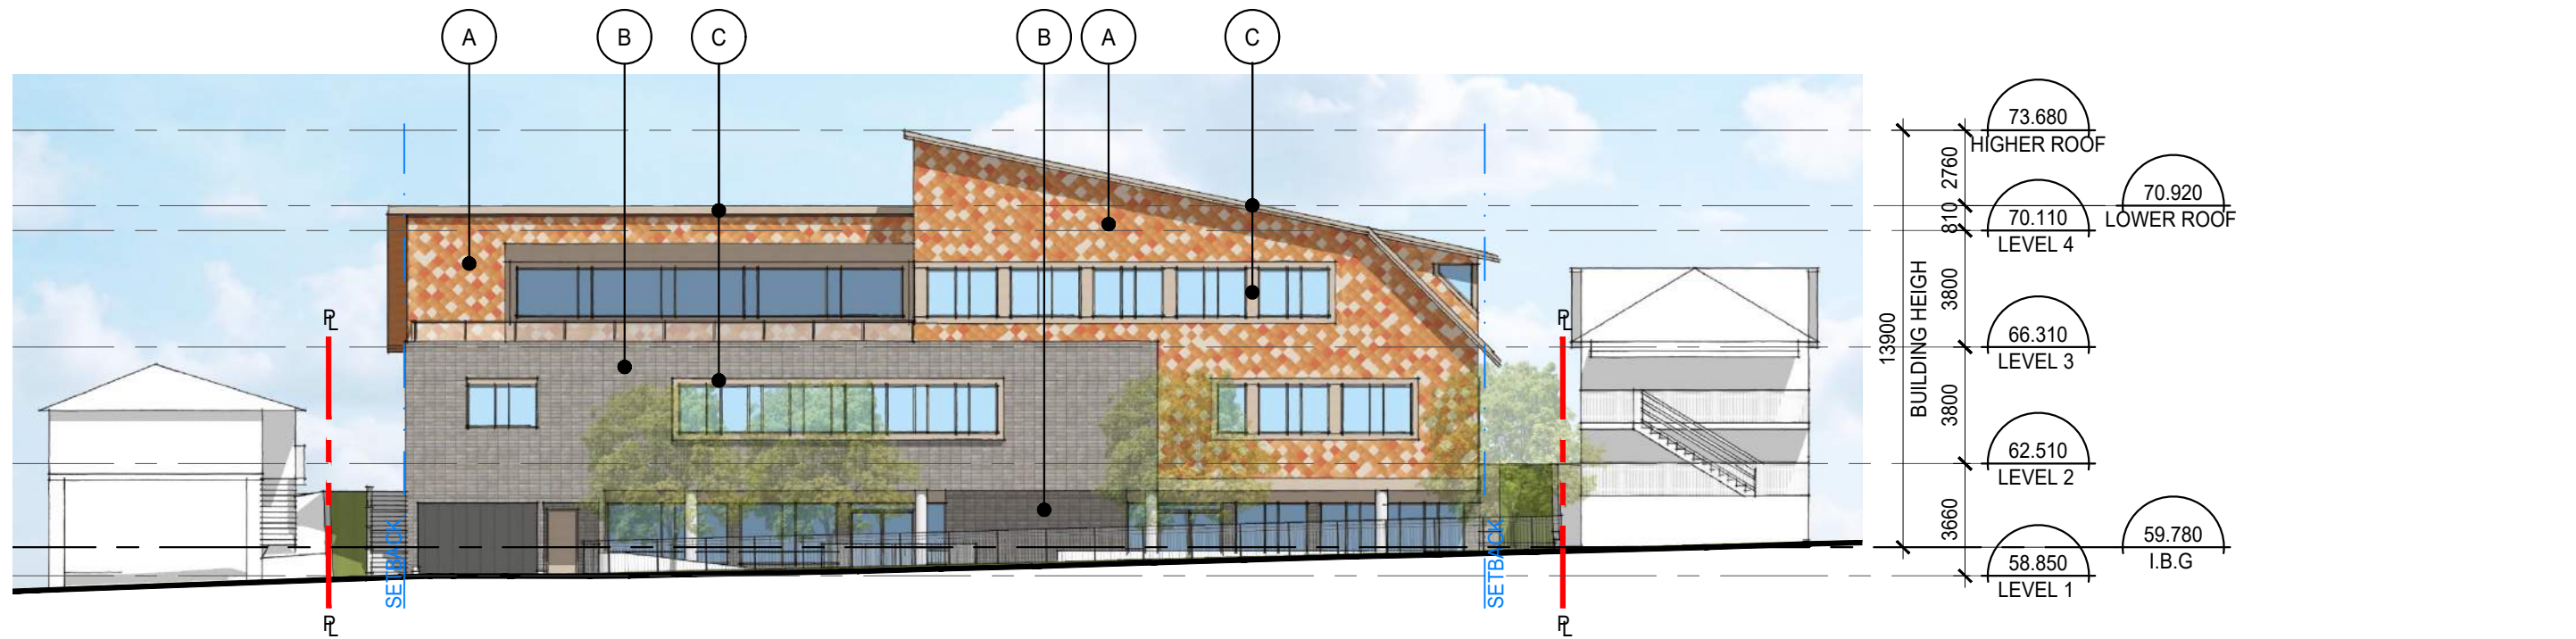 A
B
C
B
A
C
73.680
HIGHER ROOF
2760
70.920
LOWER ROOF
810
70.110
LEVEL 4
3800
13900
BUILDING HEIGH
66.310
LEVEL 3
3800
62.510
LEVEL 2
3660
59.780
I.B.G
58.850
LEVEL 1
PL
PL
SETBACK
SETBACK
PL
PL